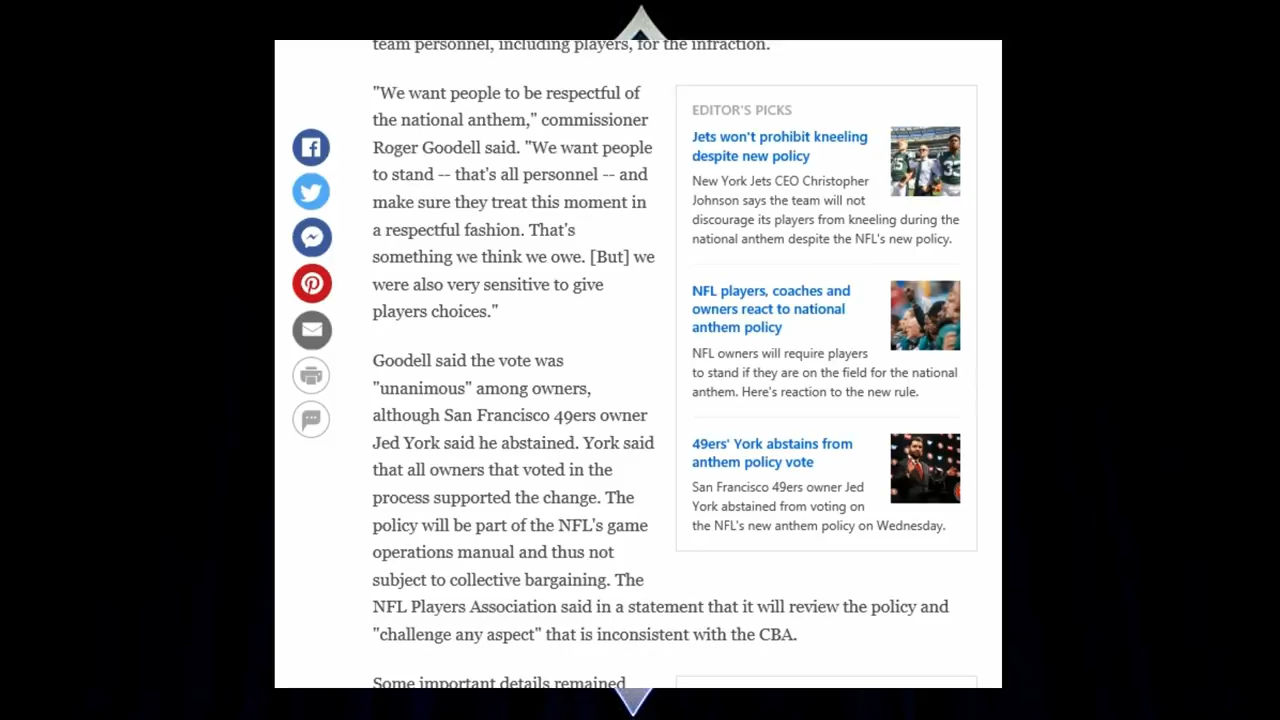 team personnel, including players, for the infraction.
"We want people to be respectful of
the national anthem," commissioner
Roger Goodell said. "We want people
to stand -- that's all personnel -- and
make sure they treat this moment in
a respectful fashion. That's
something we think we owe. [But] we
were also very sensitive to give
players choices."
Goodell said the vote was
"unanimous" among owners,
although San Francisco 49ers owner
Jed York said he abstained. York said
that all owners that voted in the
process supported the change. The
policy will be part of the NFL's game
operations manual and thus not
subject to collective bargaining. The
NFL Players Association said in a statement that it will review the policy and
"challenge any aspect" that is inconsistent with the CBA.
Some important details remained
EDITOR'S PICKS
Jets won't prohibit kneeling
despite new policy
New York Jets CEO Christopher
Johnson says the team will not
discourage its players from kneeling during the
national anthem despite the NFL's new policy.
NFL players, coaches and
owners react to national
anthem policy
NFL owners will require players
to stand if they are on the field for the national
anthem. Here's reaction to the new rule.
49ers' York abstains from
anthem policy vote
San Francisco 49ers owner Jed
York abstained from voting on
the NFL's new anthem policy on Wednesday.